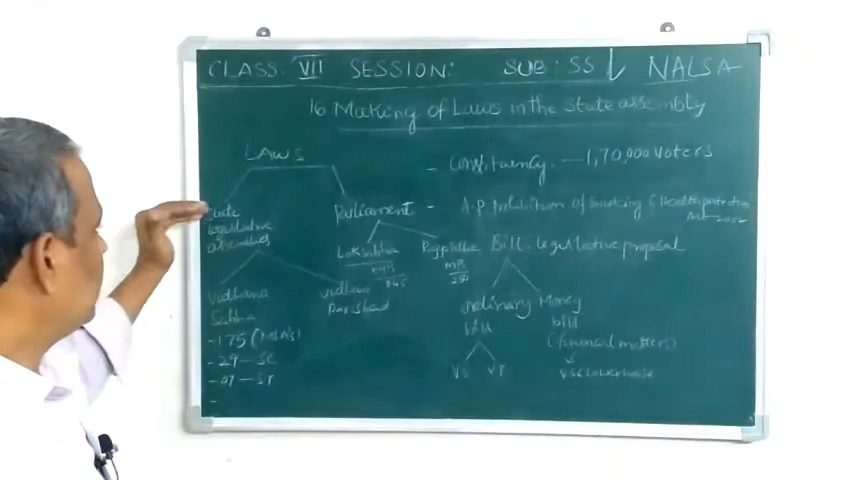 CLASS: VII SESSION: SUB: SS NALSA
16 Making of Laws in the State assembly
LAWS
- Constituency. — 1,70,000 Voters
State
legislative
assemblies
Parliament
- A.P Prohibition of smoking & Health protection
Act 2002
Lok Sabha
MPs
545
Rajya Sabha
MPs
250
Bill. legislative proposal
Vidhana
Sabha
Vidhan
Parishad
Ordinary
bill
Money
bill
- 175 (MLA's)
- 29 - SC
- 07 - ST
-
(financial matters)
VS VP
VS (Lower house